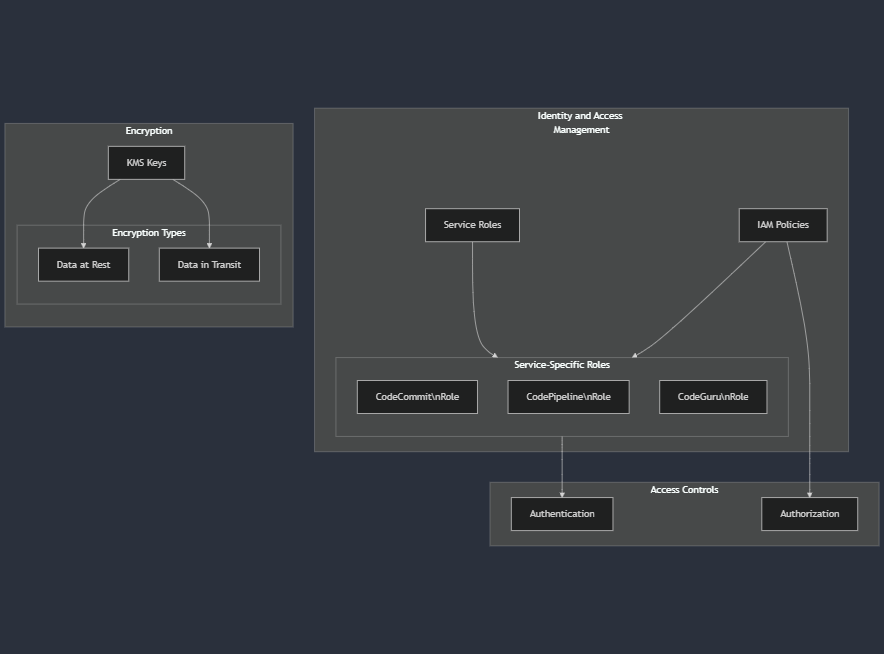 Encryption
KMS Keys
Encryption Types
Data at Rest
Data in Transit
Identity and Access
Management
Service Roles
IAM Policies
Service-Specific Roles
CodeCommit\nRole
CodePipeline\nRole
CodeGuru\nRole
Access Controls
Authentication
Authorization